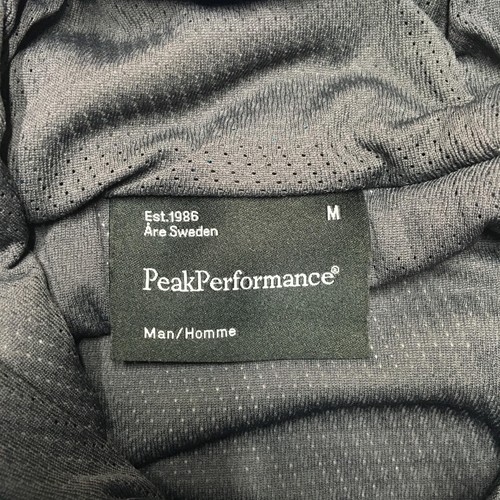 Est.1986
M
Åre Sweden
PeakPerformance®
Man/Homme